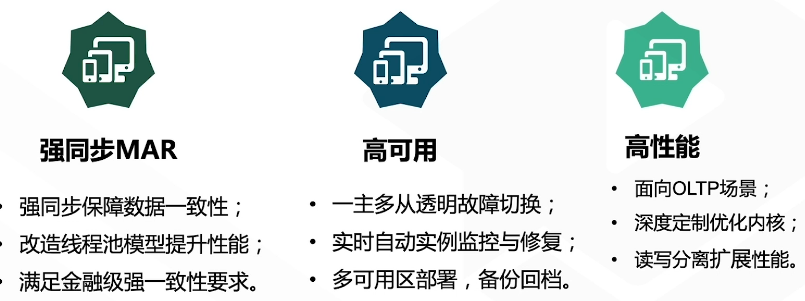 强同步MAR
• 强同步保障数据一致性；
• 改造线程池模型提升性能；
• 满足金融级强一致性要求。
高可用
• 一主多从透明故障切换；
• 实时自动实例监控与修复；
• 多可用区部署，备份回档。
高性能
• 面向OLTP场景；
• 深度定制优化内核；
• 读写分离扩展性能。